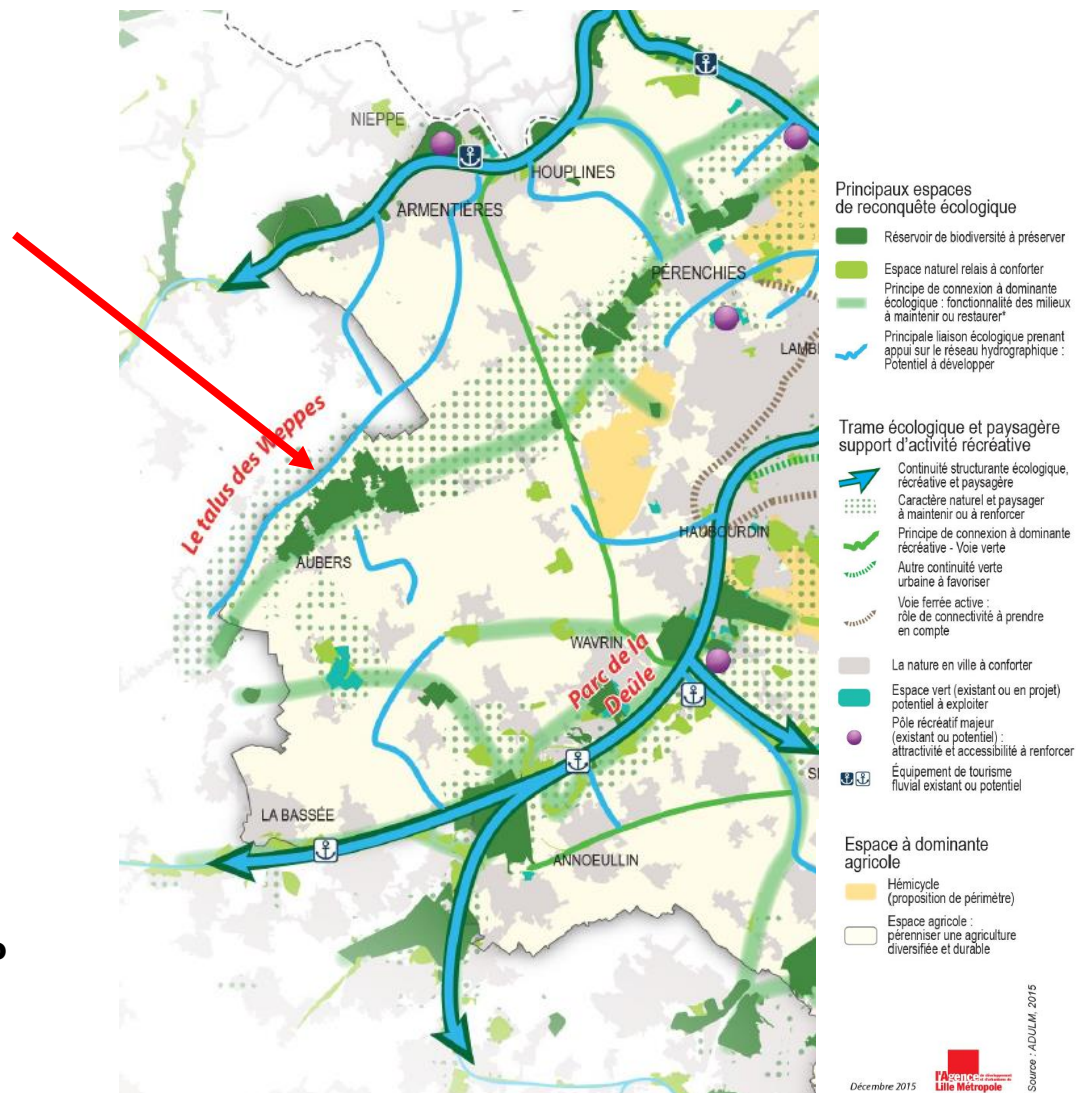 NIEPPE
HOUPLINES
ARMENTIÈRES
PÉRENCHIES
LAMB
Le talus des Weppes
AUBERS
HAUBOURDIN
WAVRIN
Parc de la
Deûle
LA BASSÉE
ANNOEULLIN
Principaux espaces
de reconquête écologique
Réservoir de biodiversité à préserver
Espace naturel relais à conforter
Principe de connexion à dominante
écologique : fonctionnalité des milieux
à maintenir ou restaurer*
Principale liaison écologique prenant
appui sur le réseau hydrographique :
Potentiel à développer
Trame écologique et paysagère
support d'activité récréative
Continuité structurante écologique,
récréative et paysagère
Caractère naturel et paysager
à maintenir ou à renforcer
Principe de connexion à dominante
récréative - Voie verte
Autre continuité verte
urbaine à favoriser
Voie ferrée active :
rôle de connectivité à prendre
en compte
La nature en ville à conforter
Espace vert (existant ou en projet)
potentiel à exploiter
Pôle récréatif majeur
(existant ou potentiel) :
attractivité et accessibilité à renforcer
Équipement de tourisme
fluvial existant ou potentiel
Espace à dominante
agricole
Hémicycle
(proposition de périmètre)
Espace agricole :
pérenniser une agriculture
diversifiée et durable
Source : ADULM, 2015
Décembre 2015
l'Agence
Lille Métropole